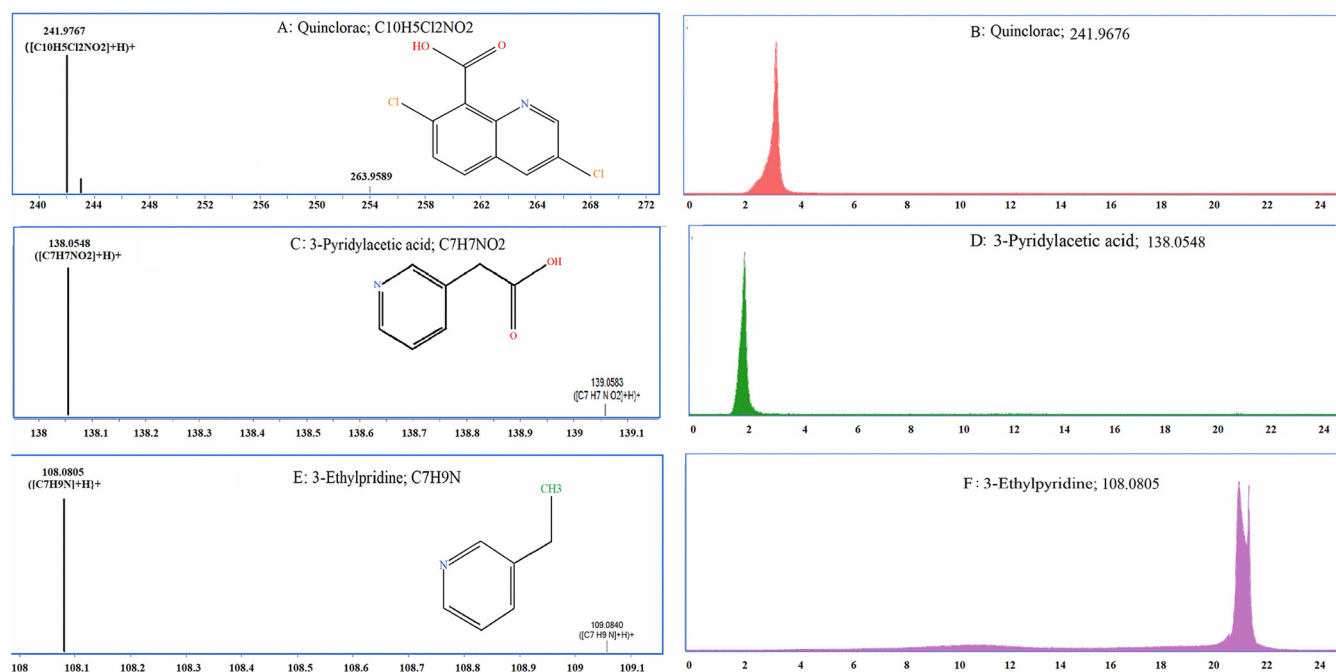 A: Quinclorac; C10H5Cl2NO2
241.9767
([C10H5Cl2NO2]+H)+
HO
O
Cl
N
Cl
263.9589
240 244 248 252 256 250 254 258 262 264 268 272
B: Quinclorac; 241.9676
0 2 4 6 8 10 12 14 16 18 20 22 24
C: 3-Pyridylacetic acid; C7H7NO2
138.0548
([C7H7NO2]+H)+
N
OH
O
139.0583
([C7 H7 N O2]+H)+
138 138.1 138.2 138.3 138.4 138.5 138.6 138.7 138.8 138.9 139 139.1
D: 3-Pyridylacetic acid; 138.0548
0 2 4 6 8 10 12 14 16 18 20 22 24
E: 3-Ethylpridine; C7H9N
108.0805
([C7H9N]+H}+
CH3
N
109.0840
([C7 H9 N]+H)+
108 108.1 108.2 108.3 108.4 108.5 108.6 108.7 108.8 108.9 109 109.1
F: 3-Ethylpyridine; 108.0805
0 2 4 6 8 10 12 14 16 18 20 22 24